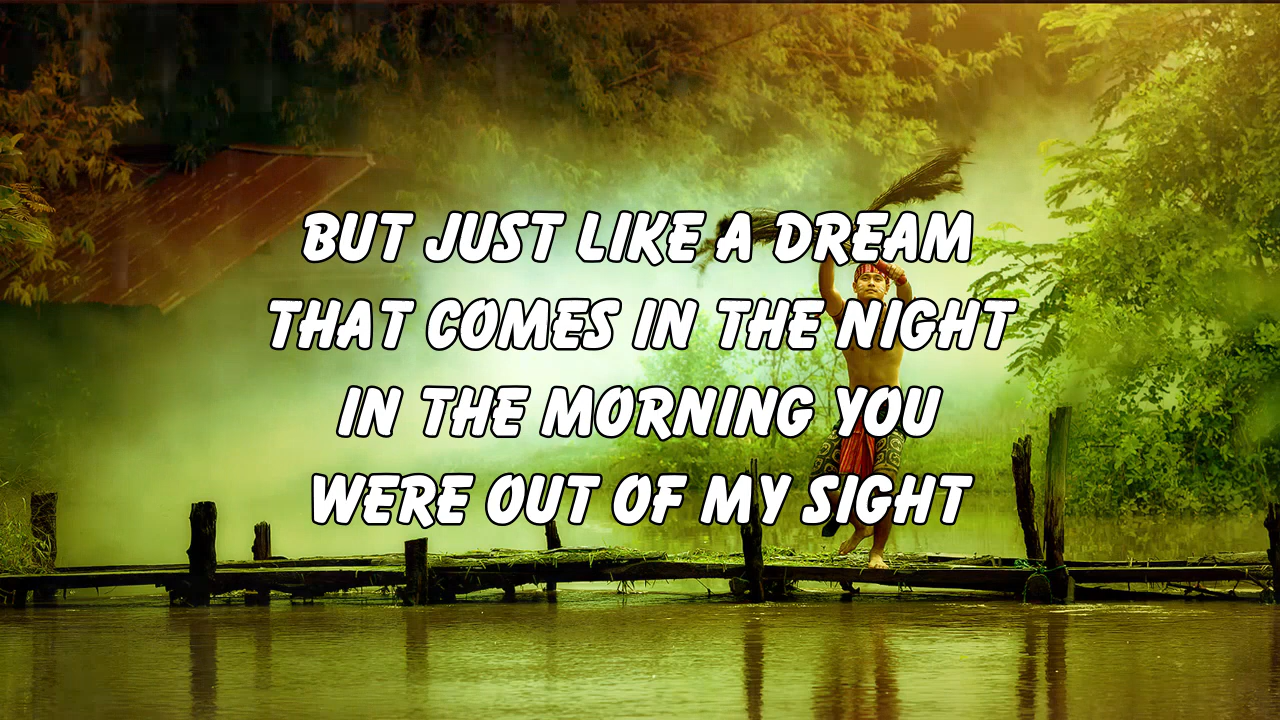 BUT JUST LIKE A DREAM
THAT COMES IN THE NIGHT
IN THE MORNING YOU
WERE OUT OF MY SIGHT